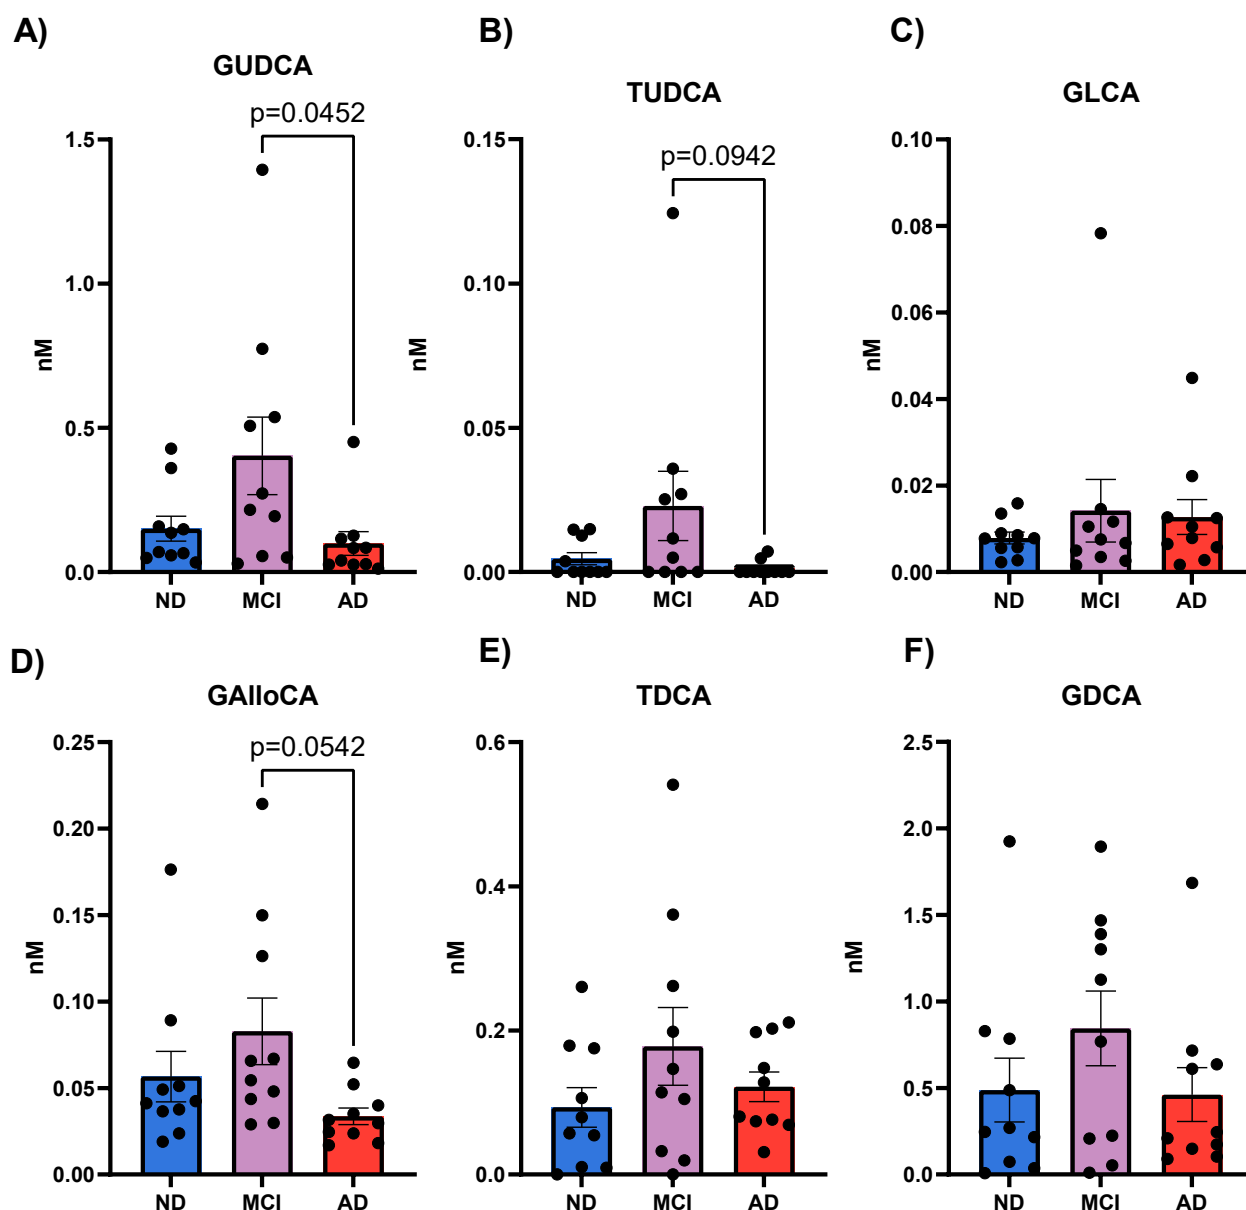 A)
GUDCA
p=0.0452
nM
1.5
1.0
0.5
0.0
ND MCI AD
B)
TUDCA
p=0.0942
nM
0.15
0.10
0.05
0.00
ND MCI AD
C)
GLCA
nM
0.10
0.08
0.06
0.04
0.02
0.00
ND MCI AD
D)
GAlloCA
p=0.0542
nM
0.25
0.20
0.15
0.10
0.05
0.00
ND MCI AD
E)
TDCA
nM
0.6
0.4
0.2
0.0
ND MCI AD
F)
GDCA
nM
2.5
2.0
1.5
1.0
0.5
0.0
ND MCI AD